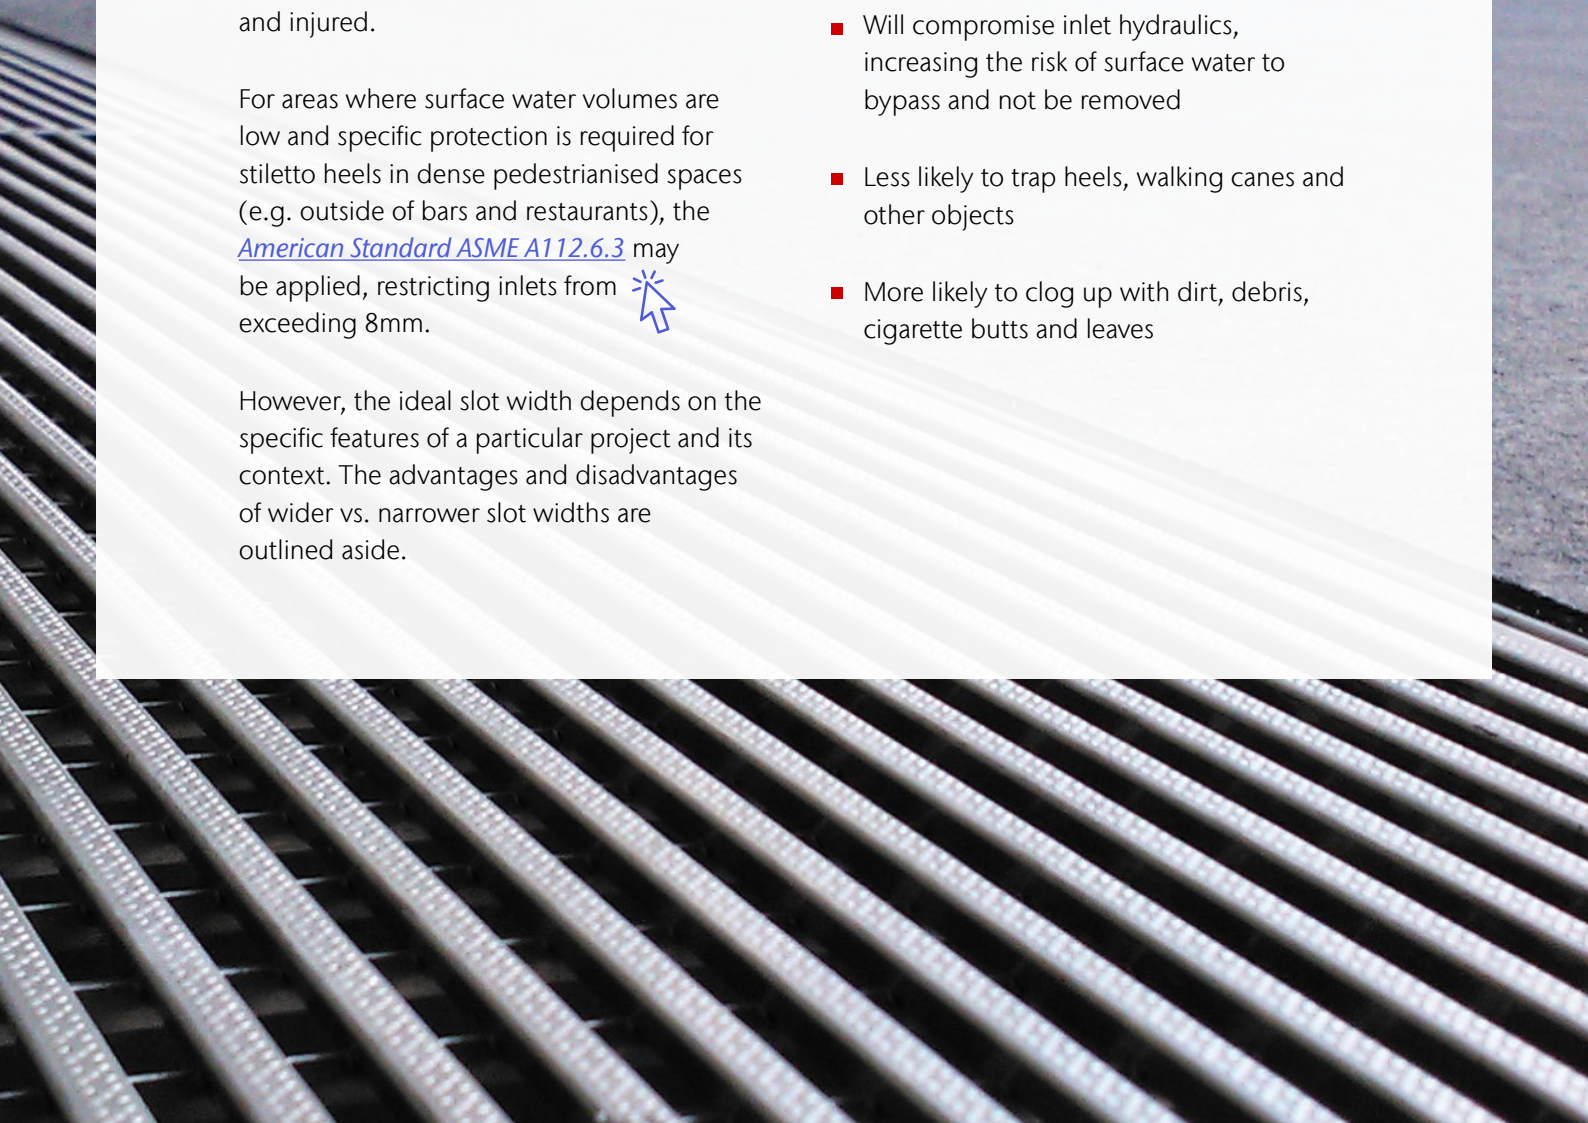 and injured.
For areas where surface water volumes are
low and specific protection is required for
stiletto heels in dense pedestrianised spaces
(e.g. outside of bars and restaurants), the
American Standard ASME A112.6.3 may
be applied, restricting inlets from
exceeding 8mm.
However, the ideal slot width depends on the
specific features of a particular project and its
context. The advantages and disadvantages
of wider vs. narrower slot widths are
outlined aside.
Will compromise inlet hydraulics,
increasing the risk of surface water to
bypass and not be removed
Less likely to trap heels, walking canes and
other objects
More likely to clog up with dirt, debris,
cigarette butts and leaves